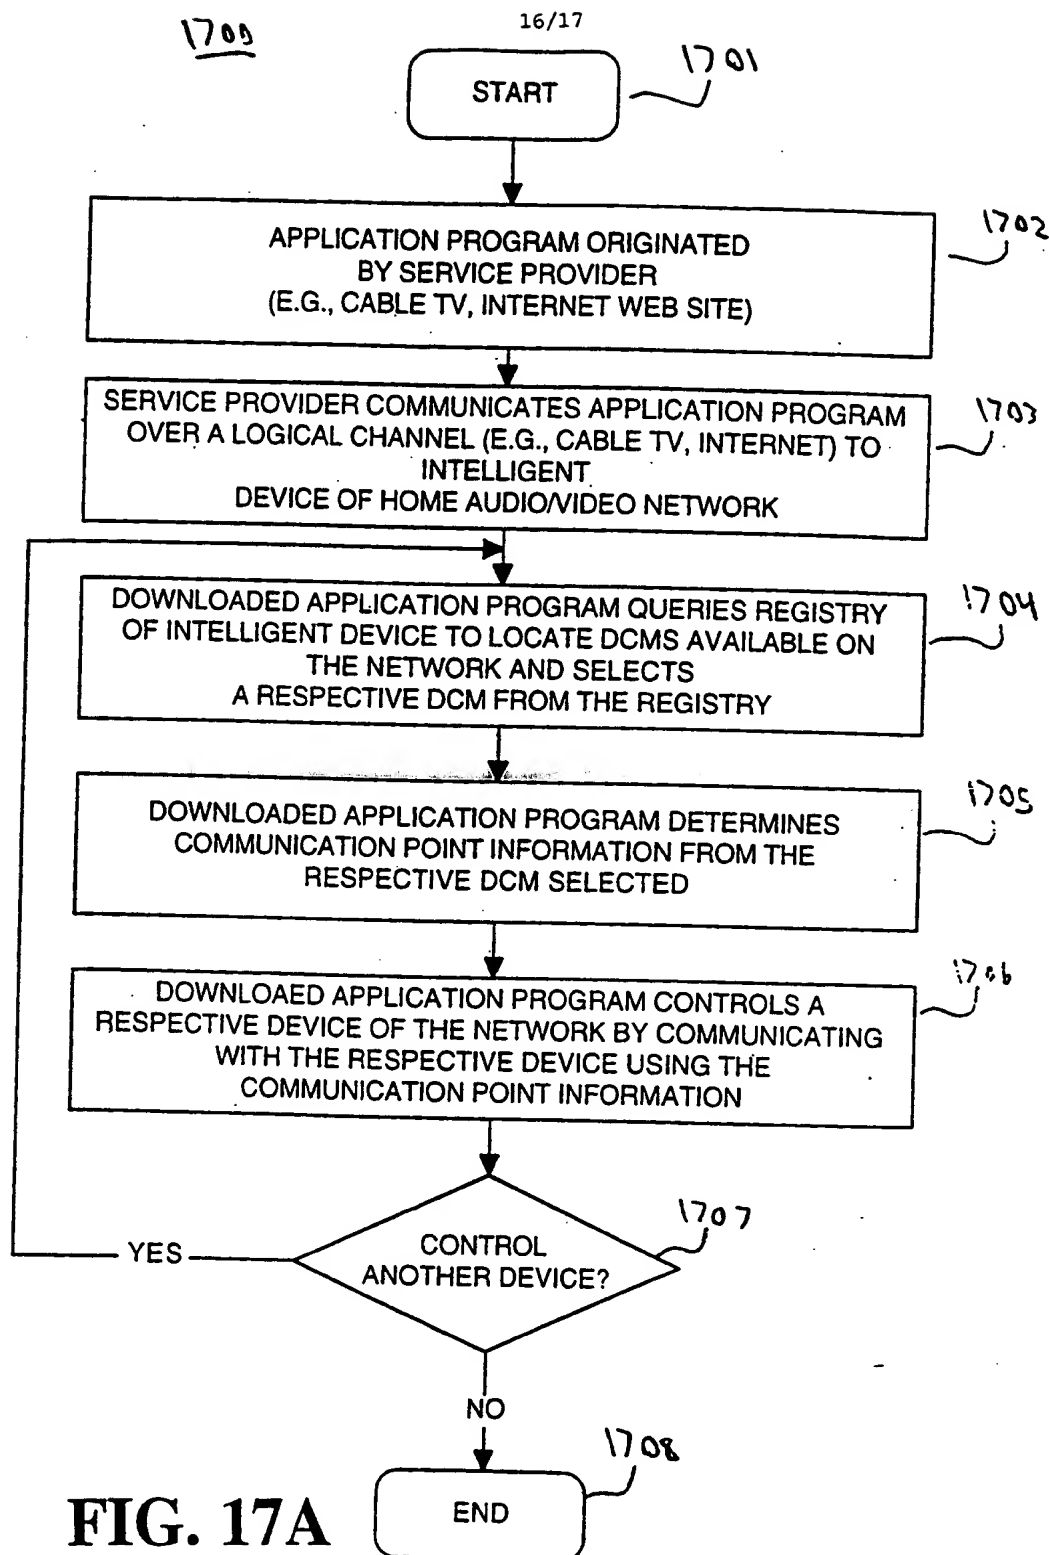 16/17
1700
START
1701
APPLICATION PROGRAM ORIGINATED
BY SERVICE PROVIDER
(E.G., CABLE TV, INTERNET WEB SITE)
1702
SERVICE PROVIDER COMMUNICATES APPLICATION PROGRAM
OVER A LOGICAL CHANNEL (E.G., CABLE TV, INTERNET) TO
INTELLIGENT
DEVICE OF HOME AUDIO/VIDEO NETWORK
1703
DOWNLOADED APPLICATION PROGRAM QUERIES REGISTRY
OF INTELLIGENT DEVICE TO LOCATE DCMS AVAILABLE ON
THE NETWORK AND SELECTS
A RESPECTIVE DCM FROM THE REGISTRY
1704
DOWNLOADED APPLICATION PROGRAM DETERMINES
COMMUNICATION POINT INFORMATION FROM THE
RESPECTIVE DCM SELECTED
1705
DOWNLOAED APPLICATION PROGRAM CONTROLS A
RESPECTIVE DEVICE OF THE NETWORK BY COMMUNICATING
WITH THE RESPECTIVE DEVICE USING THE
COMMUNICATION POINT INFORMATION
1706
CONTROL
ANOTHER DEVICE?
1707
YES
NO
END
1708
FIG. 17A